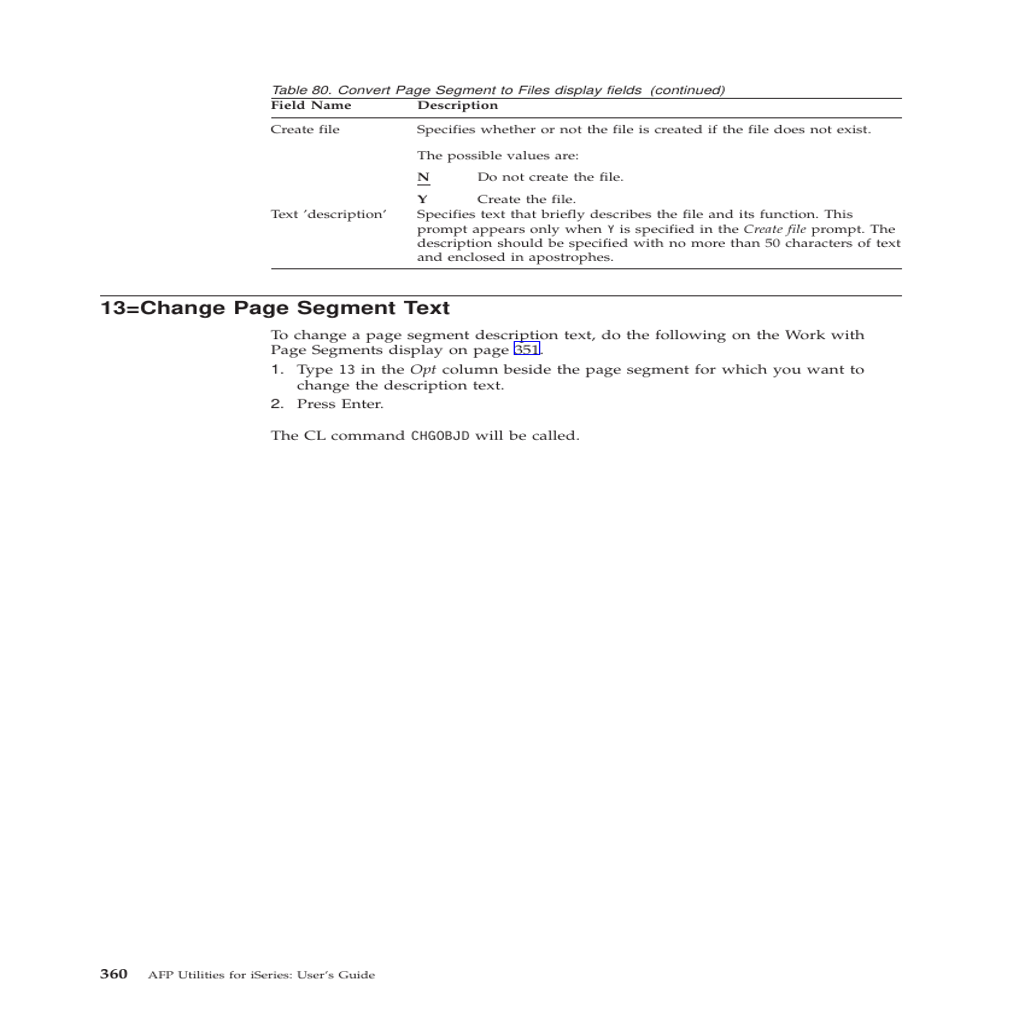 Table 80. Convert Page Segment to Files display fields (continued)
Field Name Description
Create file Specifies whether or not the file is created if the file does not exist.
The possible values are:
N Do not create the file.
Y Create the file.
Text ’description’ Specifies text that briefly describes the file and its function. This
prompt appears only when Y is specified in the Create file prompt. The
description should be specified with no more than 50 characters of text
and enclosed in apostrophes.
13=Change Page Segment Text
To change a page segment description text, do the following on the Work with
Page Segments display on page 351.
1. Type 13 in the Opt column beside the page segment for which you want to
change the description text.
2. Press Enter.
The CL command CHGOBJD will be called.
360 AFP Utilities for iSeries: User’s Guide